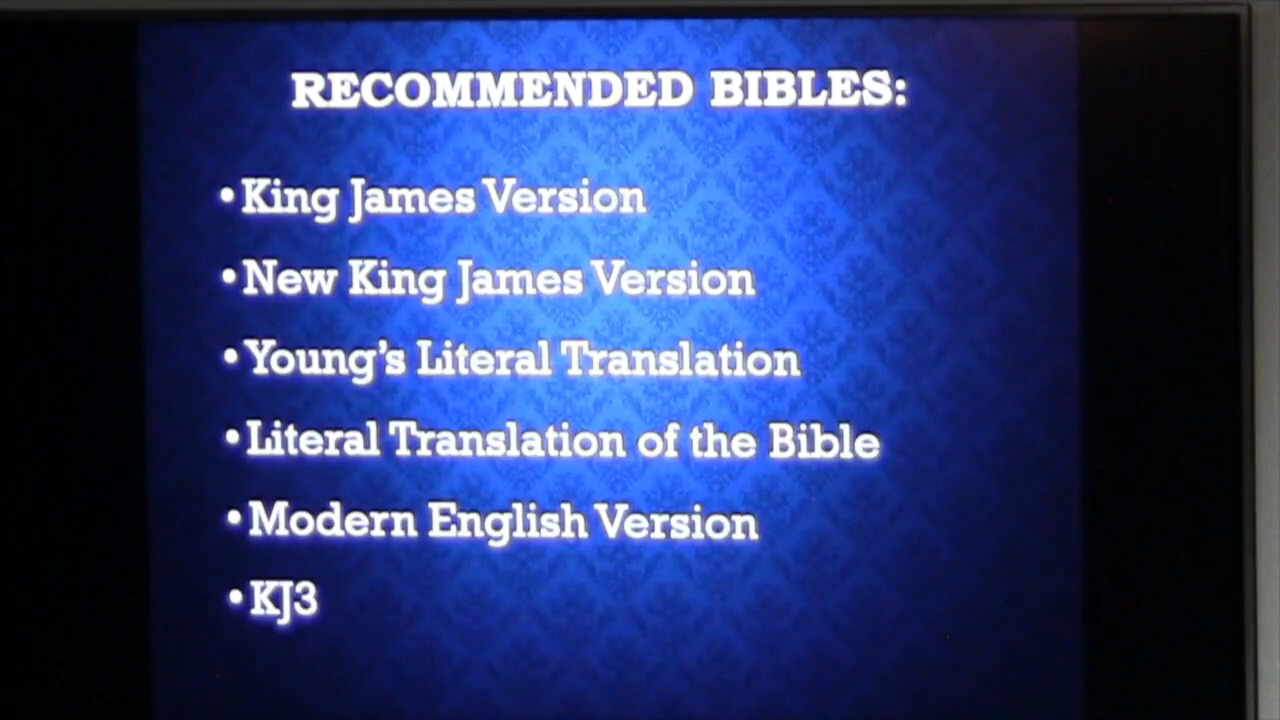 RECOMMENDED BIBLES:
• King James Version
• New King James Version
• Young's Literal Translation
• Literal Translation of the Bible
• Modern English Version
• KJ3